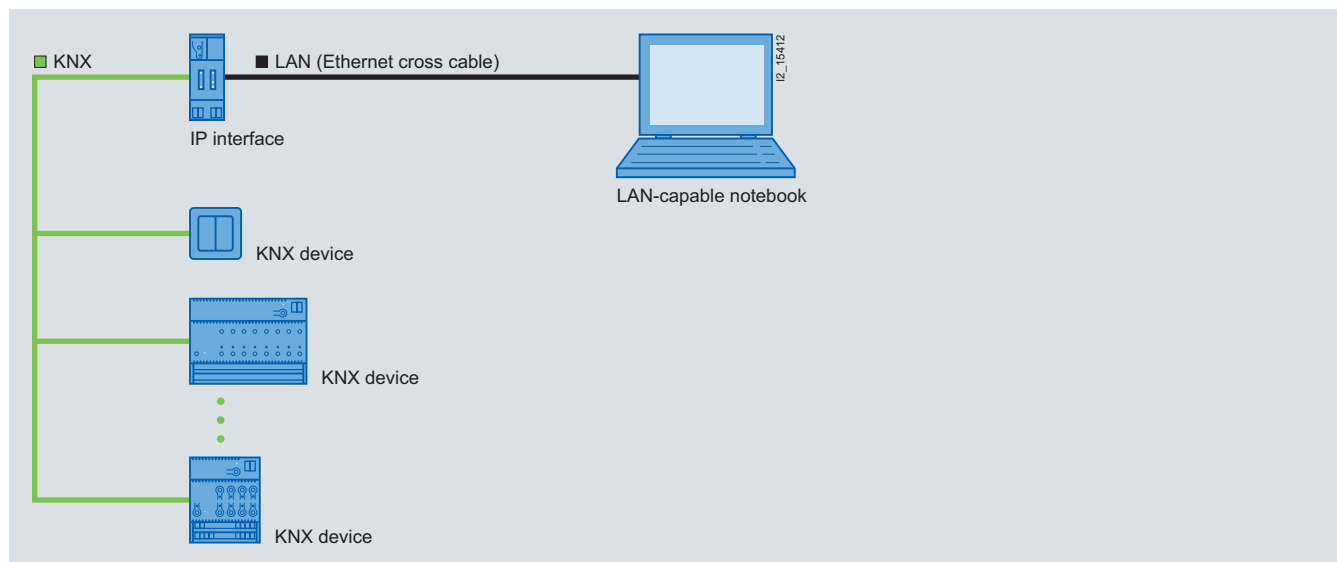 KNX
LAN (Ethernet cross cable)
I2_15412
IP interface
LAN-capable notebook
KNX device
KNX device
KNX device